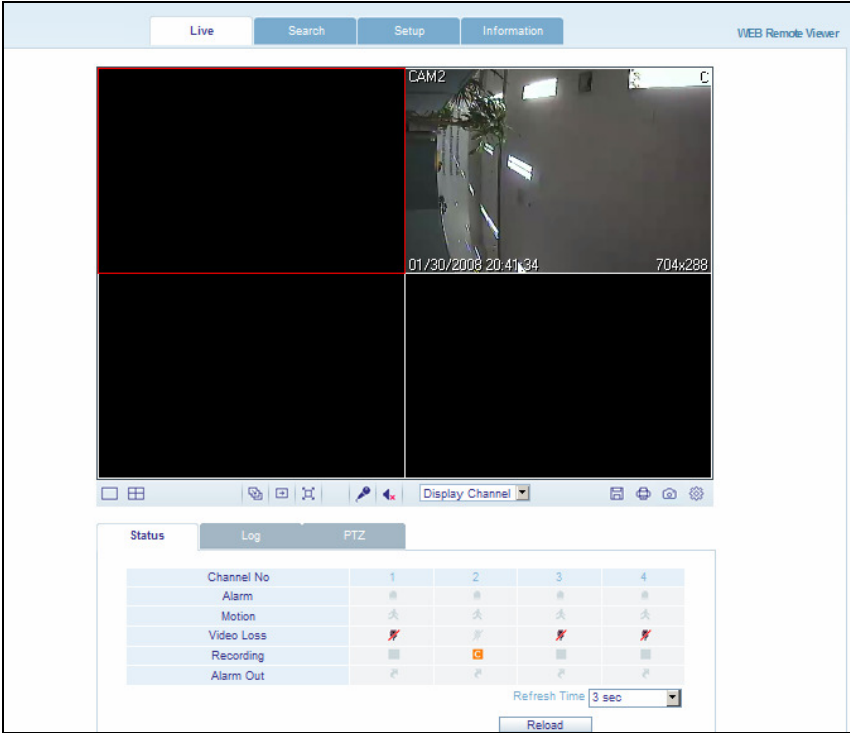 Live Search Setup Information
WEB Remote Viewer
CAM2 C
01/30/2008 20:41:34 704x288
Display Channel
Status Log PTZ
Channel No 1 2 3 4
Alarm
Motion
Video Loss
Recording C
Alarm Out
Refresh Time 3 sec
Reload